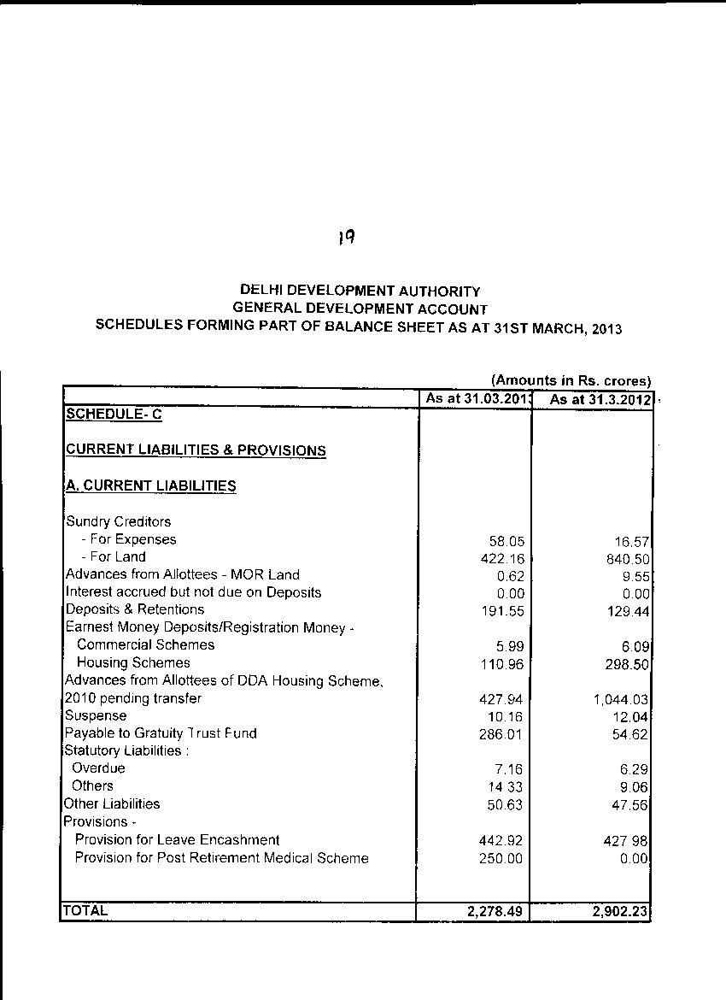 19
DELHI DEVELOPMENT AUTHORITY
GENERAL DEVELOPMENT ACCOUNT
SCHEDULES FORMING PART OF BALANCE SHEET AS AT 31ST MARCH, 2013
(Amounts in Rs. crores)
As at 31.03.2013 As at 31.3.2012
SCHEDULE- C
CURRENT LIABILITIES & PROVISIONS
A. CURRENT LIABILITIES
Sundry Creditors
- For Expenses 58.05 16.57
- For Land 422.16 840.50
Advances from Allottees - MOR Land 0.62 9.55
Interest accrued but not due on Deposits 0.00 0.00
Deposits & Retentions 191.55 129.44
Earnest Money Deposits/Registration Money -
Commercial Schemes 5.99 6.09
Housing Schemes 110.96 298.50
Advances from Allottees of DDA Housing Scheme,
2010 pending transfer 427.94 1,044.03
Suspense 10.16 12.04
Payable to Gratuity Trust Fund 286.01 54.62
Statutory Liabilities :
Overdue 7.16 6.29
Others 14 33 9.06
Other Liabilities 50.63 47.56
Provisions -
Provision for Leave Encashment 442.92 427 98
Provision for Post Retirement Medical Scheme 250.00 0.00
TOTAL 2,278.49 2,902.23